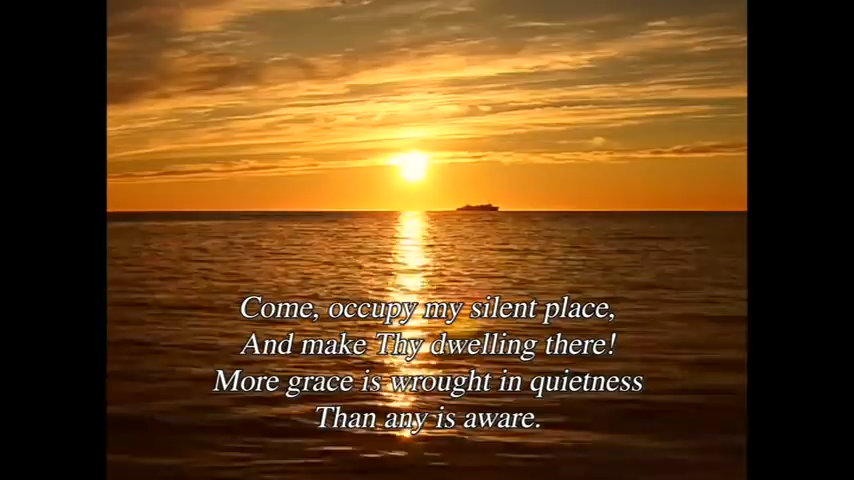 Come, occupy my silent place,
And make Thy dwelling there!
More grace is wrought in quietness
Than any is aware.